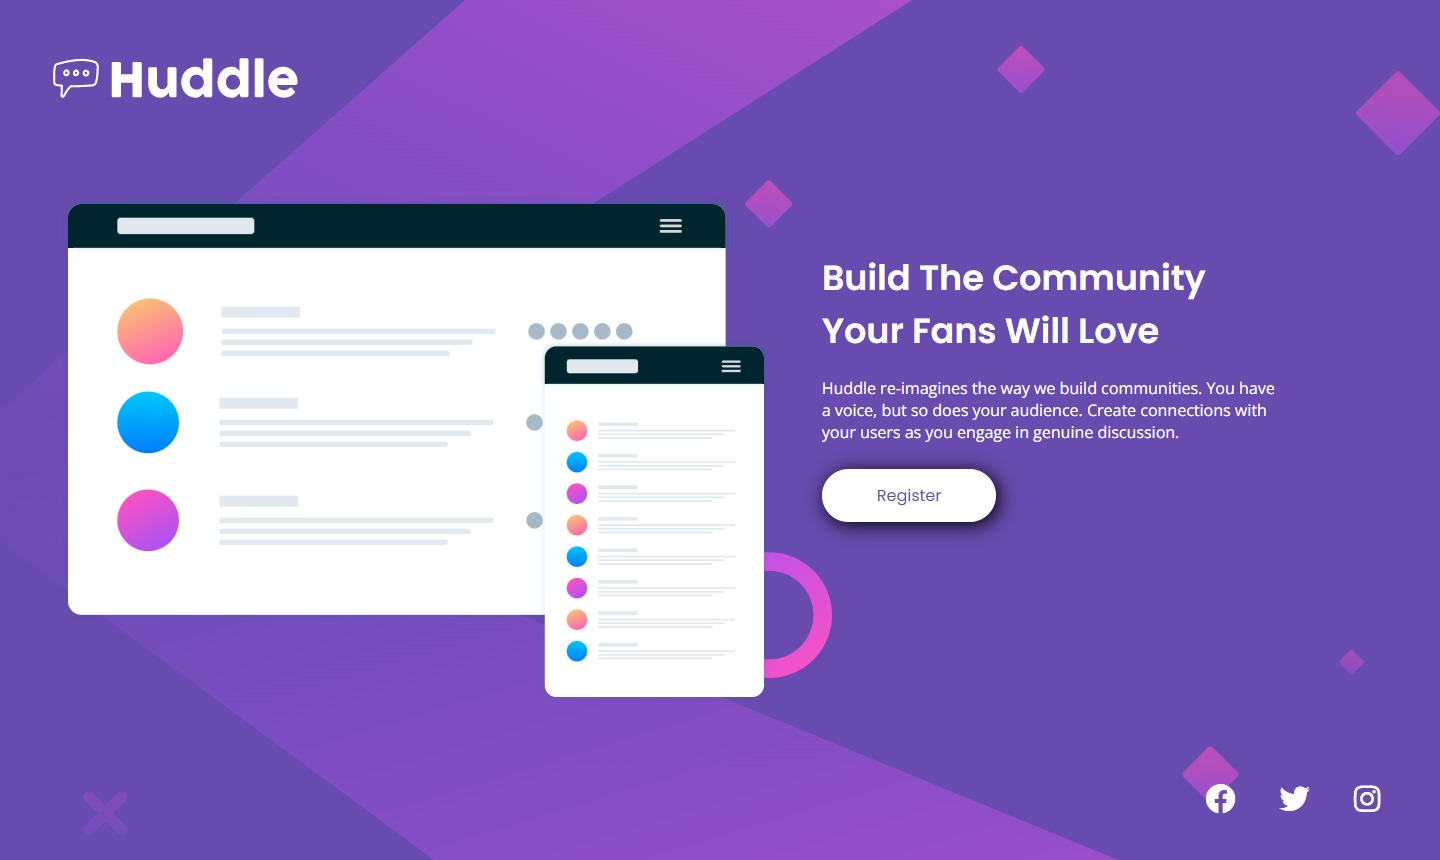 Huddle
Build The Community
Your Fans Will Love
Huddle re-imagines the way we build communities. You have
a voice, but so does your audience. Create connections with
your users as you engage in genuine discussion.
Register